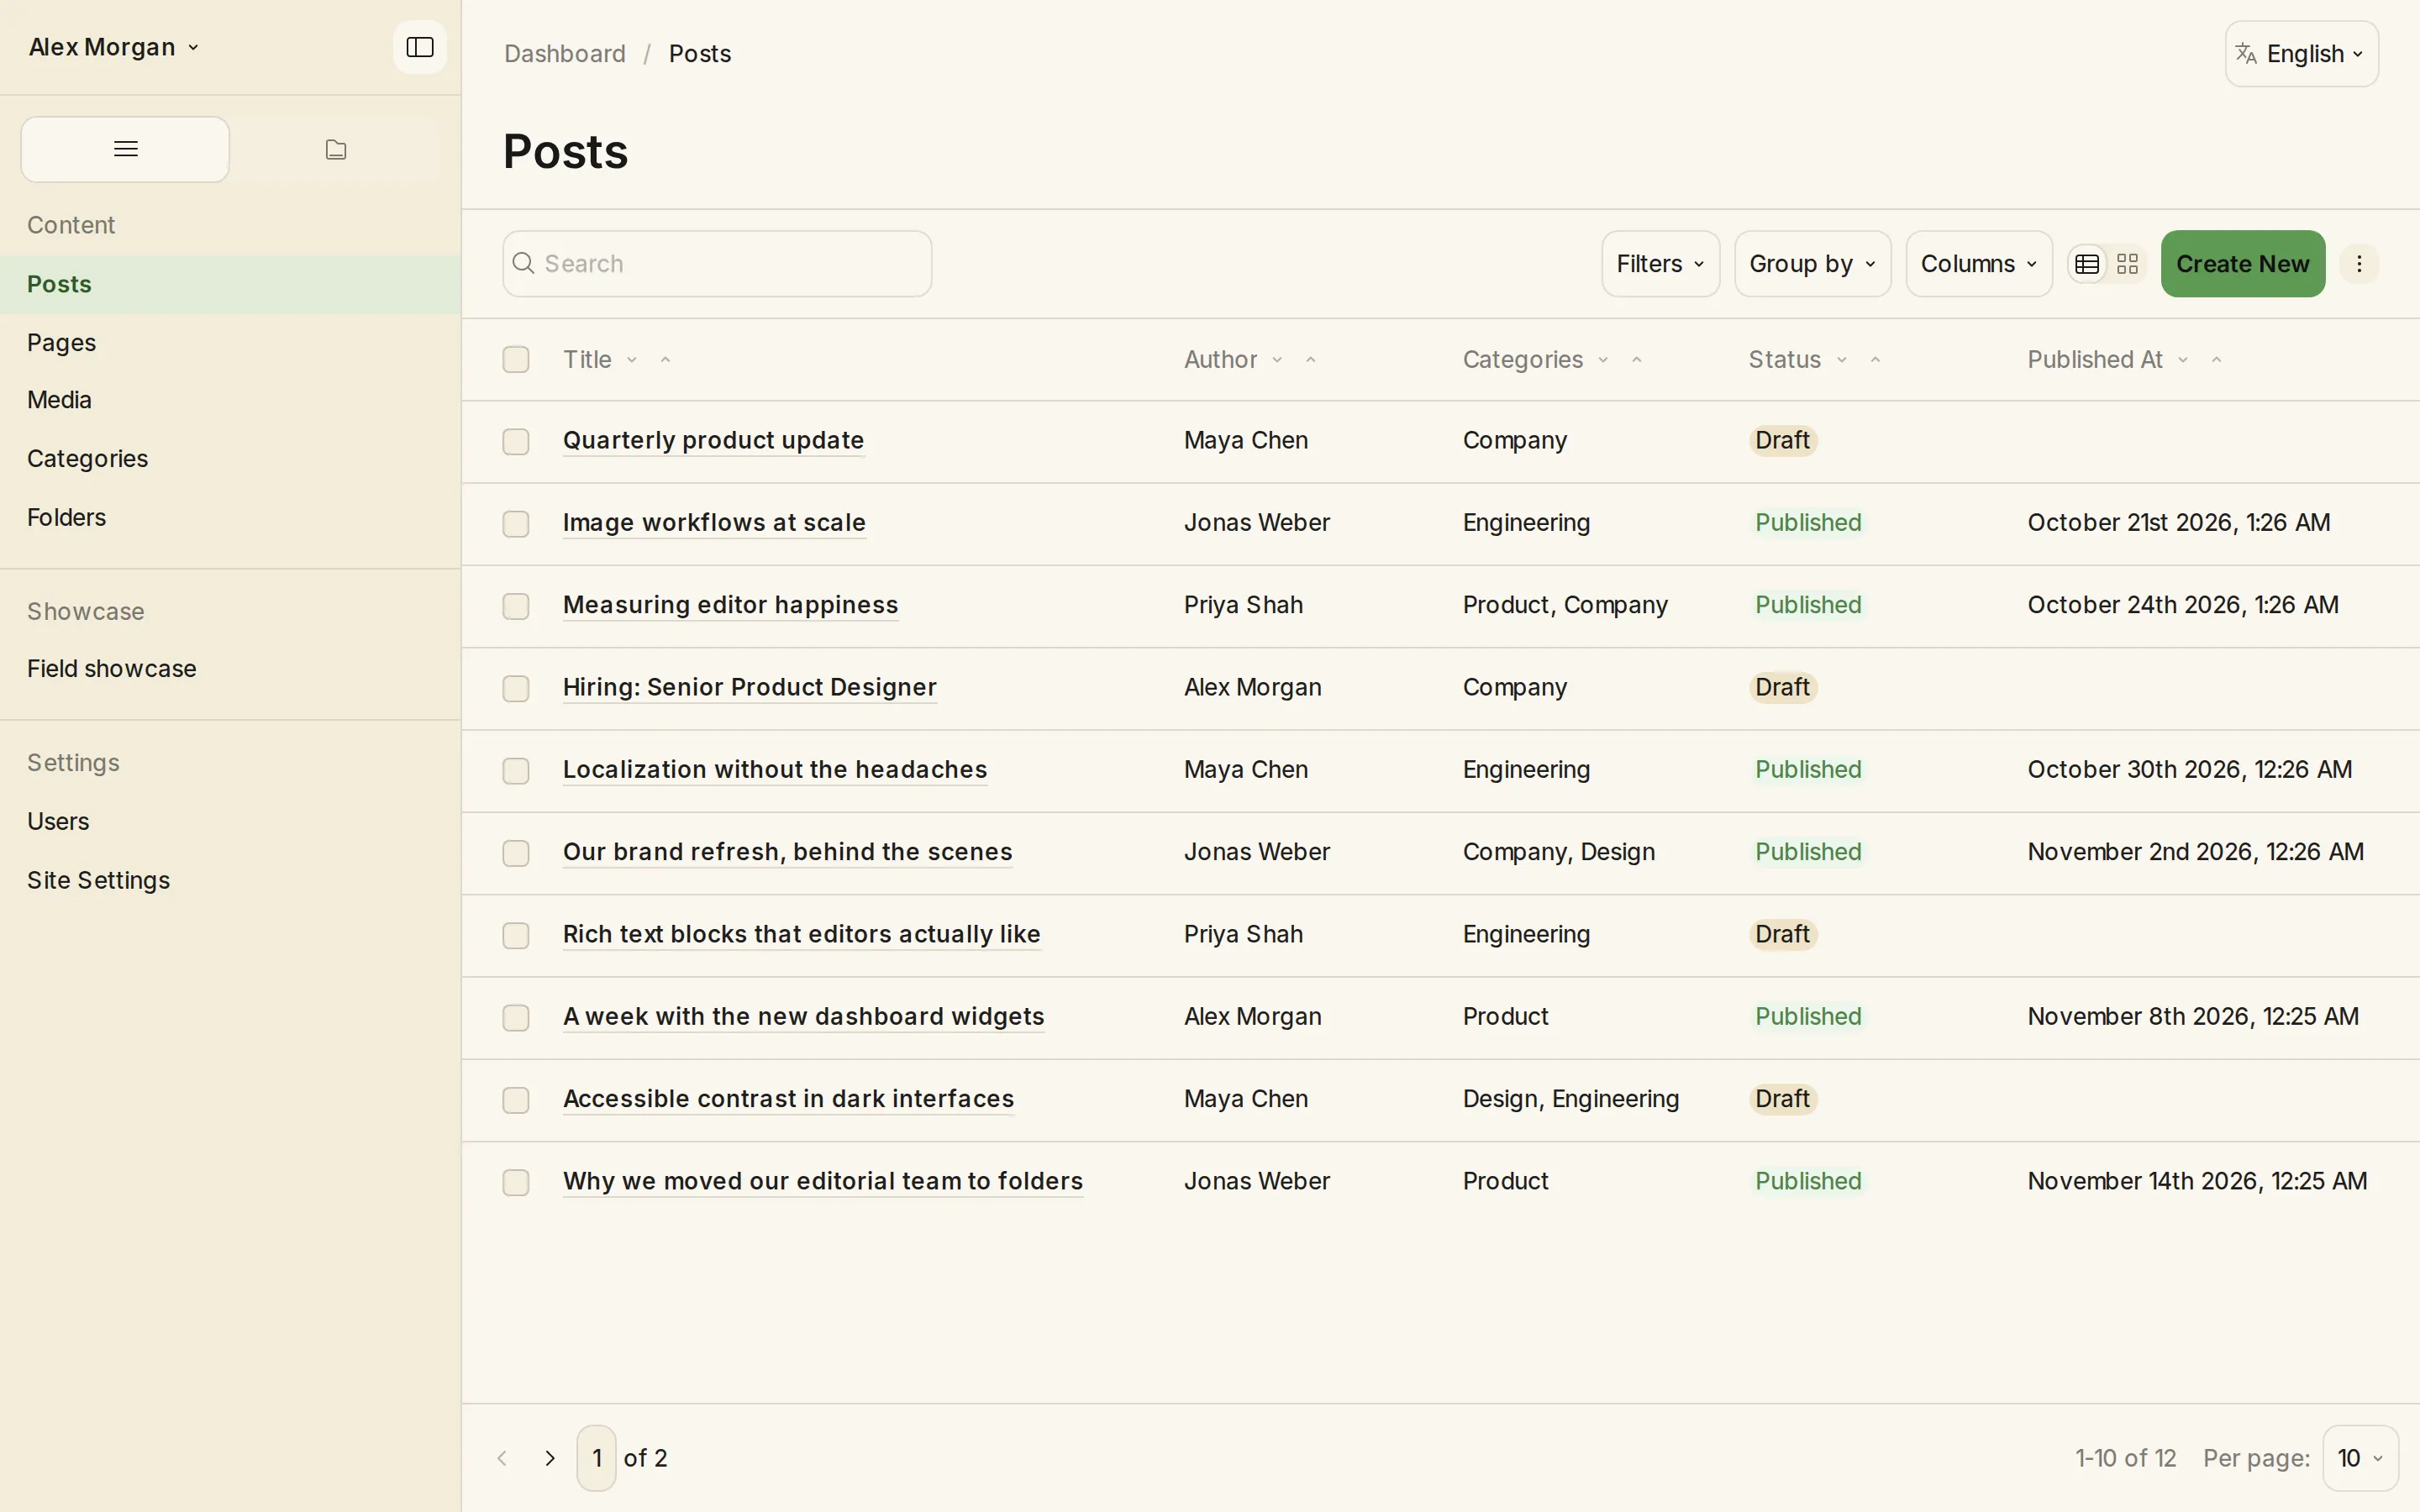 Alex Morgan
Dashboard / Posts
English
Posts
Content
Posts
Pages
Media
Categories
Folders
Showcase
Field showcase
Settings
Users
Site Settings
Search
Filters Group by Columns Create New
Title Author Categories Status Published At
Quarterly product update Maya Chen Company Draft
Image workflows at scale Jonas Weber Engineering Published October 21st 2026, 1:26 AM
Measuring editor happiness Priya Shah Product, Company Published October 24th 2026, 1:26 AM
Hiring: Senior Product Designer Alex Morgan Company Draft
Localization without the headaches Maya Chen Engineering Published October 30th 2026, 12:26 AM
Our brand refresh, behind the scenes Jonas Weber Company, Design Published November 2nd 2026, 12:26 AM
Rich text blocks that editors actually like Priya Shah Engineering Draft
A week with the new dashboard widgets Alex Morgan Product Published November 8th 2026, 12:25 AM
Accessible contrast in dark interfaces Maya Chen Design, Engineering Draft
Why we moved our editorial team to folders Jonas Weber Product Published November 14th 2026, 12:25 AM
1 of 2
1-10 of 12 Per page: 10